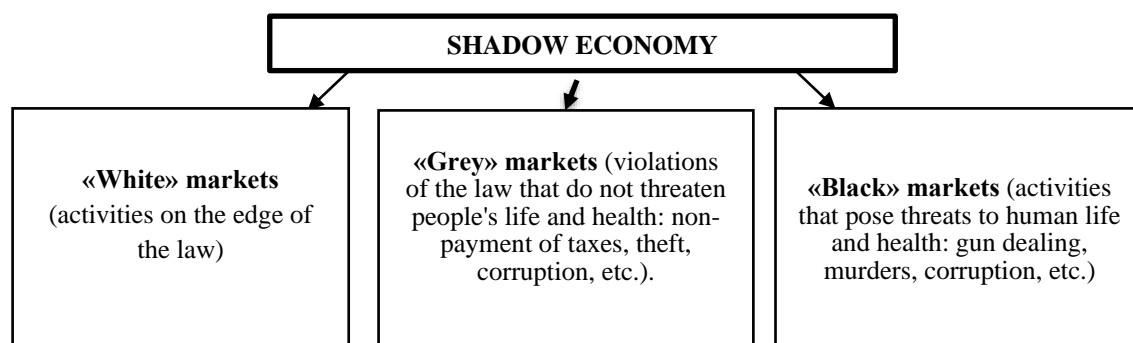 SHADOW ECONOMY
«White» markets
(activities on the edge of
the law)
«Grey» markets (violations
of the law that do not threaten
people's life and health: non-
payment of taxes, theft,
corruption, etc.).
«Black» markets (activities
that pose threats to human life
and health: gun dealing,
murders, corruption, etc.)